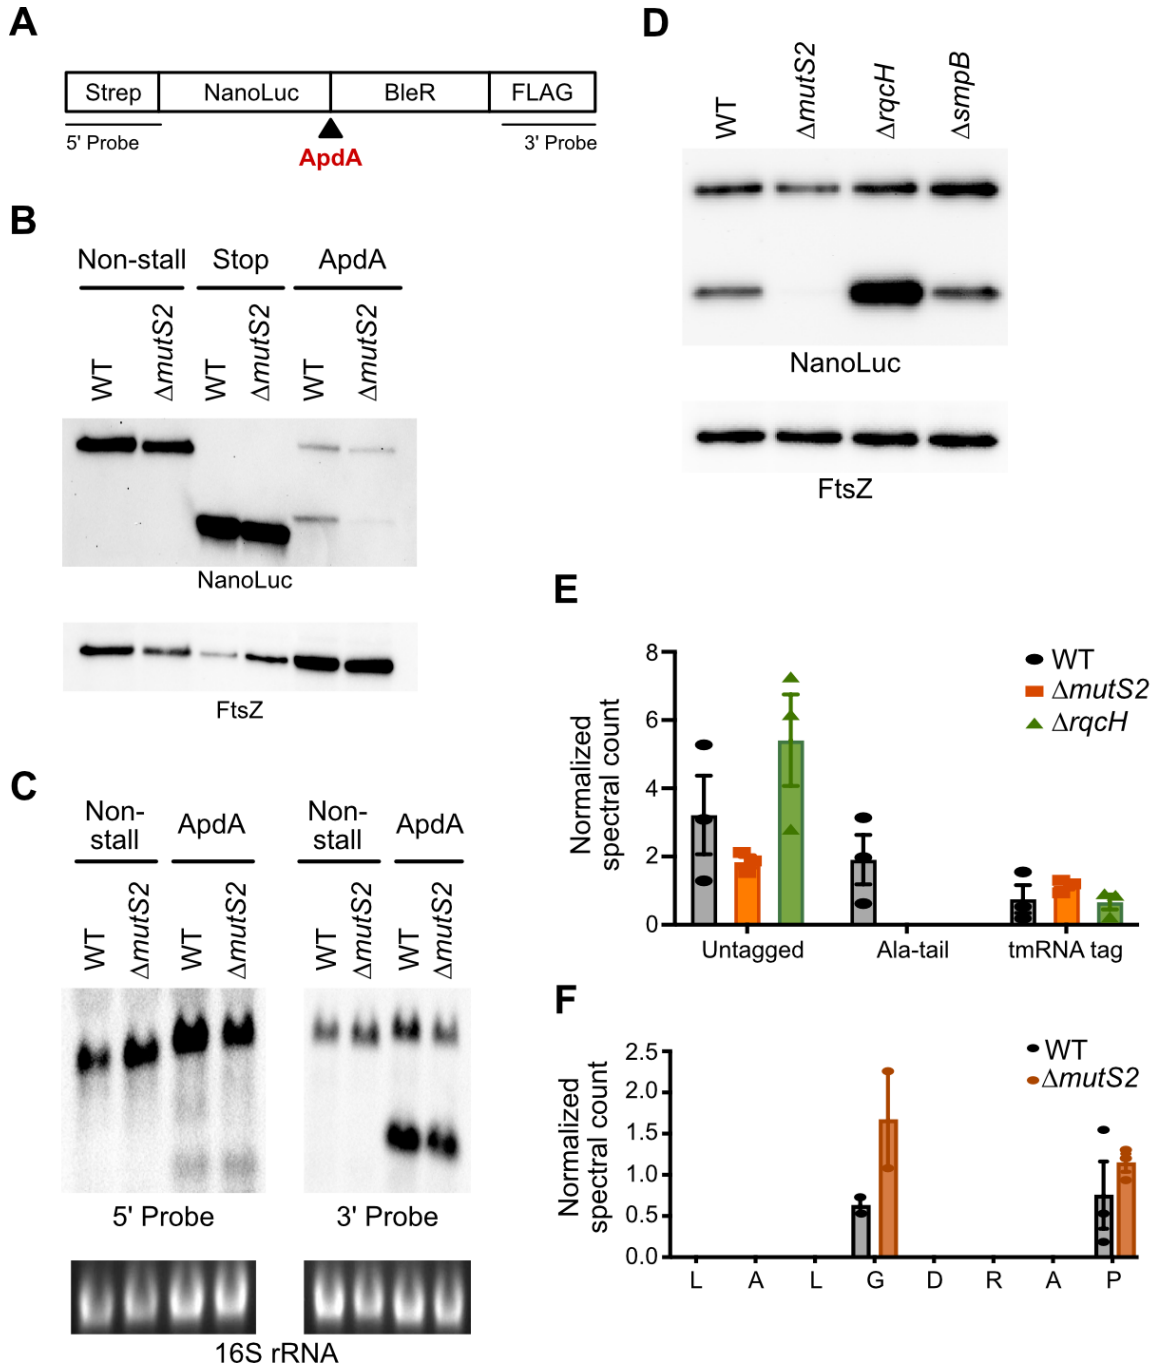 A
Strep NanoLuc BleR FLAG
5' Probe 3' Probe
ApdA
B
Non-stall Stop ApdA
WT ΔmutS2 WT ΔmutS2 WT ΔmutS2
NanoLuc
FtsZ
C
Non-stall ApdA Non-stall ApdA
WT ΔmutS2 WT ΔmutS2 WT ΔmutS2 WT ΔmutS2
5' Probe 3' Probe
16S rRNA
D
WT ΔmutS2 ΔrqcH ΔsmpB
NanoLuc
FtsZ
E
Normalized
spectral count
8
6
4
2
0
WT
ΔmutS2
ΔrqcH
Untagged Ala-tail tmRNA tag
F
Normalized
spectral count
2.5
2.0
1.5
1.0
0.5
0.0
WT
ΔmutS2
L A L G D R A P